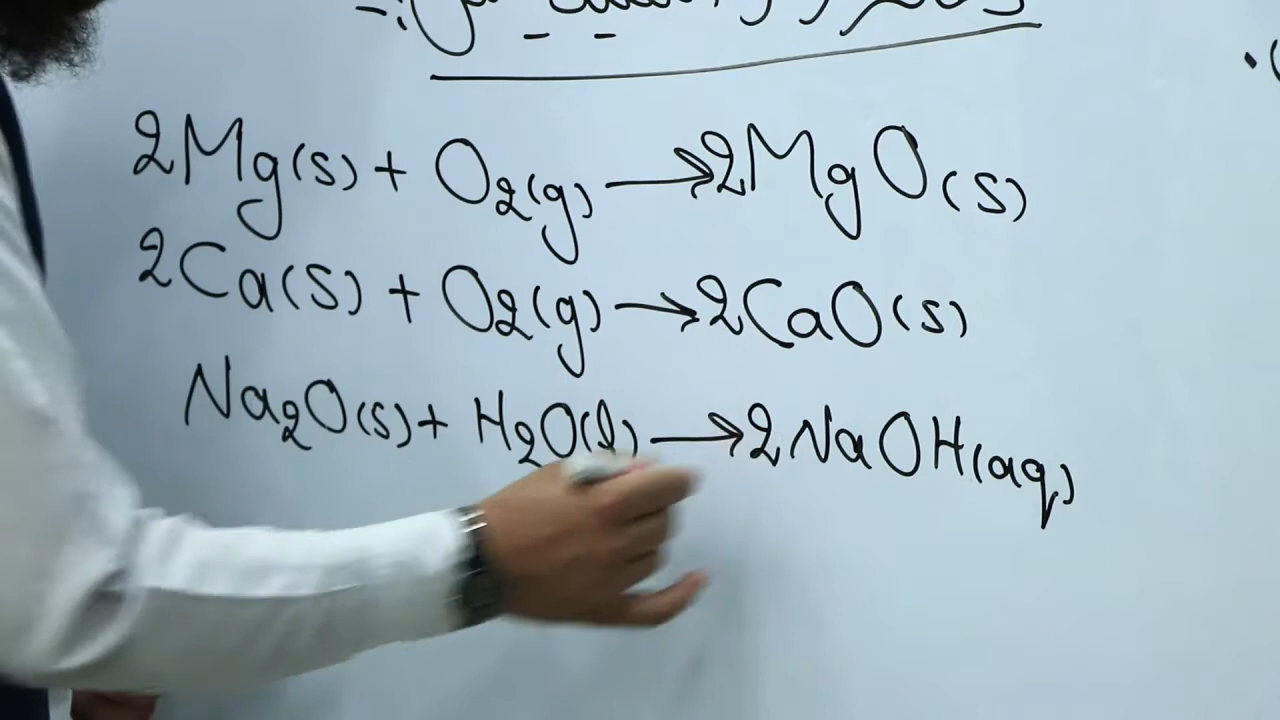 2Mg(s) + O₂(g) → 2MgO(s)
2Ca(s) + O₂(g) → 2CaO(s)
Na₂O(s) + H₂O(l) → 2NaOH(aq)